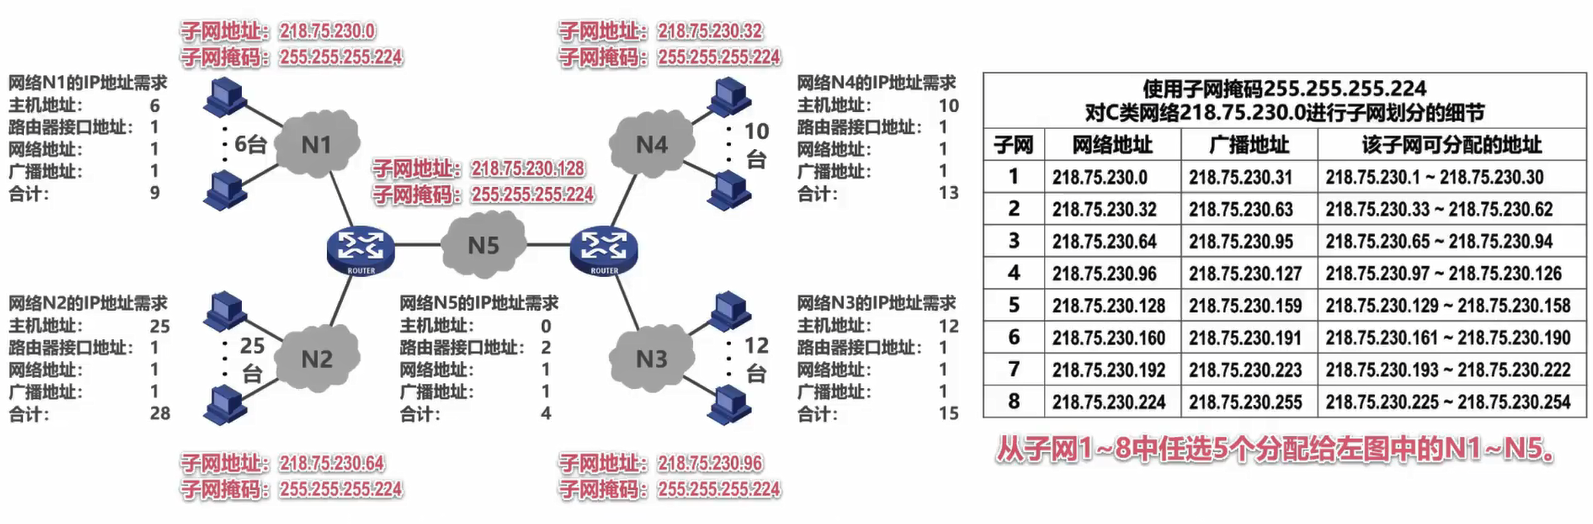 子网地址：218.75.230.0
子网掩码：255.255.255.224
子网地址：218.75.230.32
子网掩码：255.255.255.224
网络N1的IP地址需求
主机地址： 6
路由器接口地址： 1
网络地址： 1
广播地址： 1
合计： 9
6台
N1
N4
10
台
网络N4的IP地址需求
主机地址： 10
路由器接口地址： 1
网络地址： 1
广播地址： 1
合计： 13
子网地址：218.75.230.128
子网掩码：255.255.255.224
ROUTER
N5
ROUTER
网络N2的IP地址需求
主机地址： 25
路由器接口地址： 1
网络地址： 1
广播地址： 1
合计： 28
25
台
N2
网络N5的IP地址需求
主机地址： 0
路由器接口地址： 2
网络地址： 1
广播地址： 1
合计： 4
N3
12
台
网络N3的IP地址需求
主机地址： 12
路由器接口地址： 1
网络地址： 1
广播地址： 1
合计： 15
子网地址：218.75.230.64
子网掩码：255.255.255.224
子网地址：218.75.230.96
子网掩码：255.255.255.224
使用子网掩码255.255.255.224
对C类网络218.75.230.0进行子网划分的细节
子网 网络地址 广播地址 该子网可分配的地址
1 218.75.230.0 218.75.230.31 218.75.230.1 ~ 218.75.230.30
2 218.75.230.32 218.75.230.63 218.75.230.33 ~ 218.75.230.62
3 218.75.230.64 218.75.230.95 218.75.230.65 ~ 218.75.230.94
4 218.75.230.96 218.75.230.127 218.75.230.97 ~ 218.75.230.126
5 218.75.230.128 218.75.230.159 218.75.230.129 ~ 218.75.230.158
6 218.75.230.160 218.75.230.191 218.75.230.161 ~ 218.75.230.190
7 218.75.230.192 218.75.230.223 218.75.230.193 ~ 218.75.230.222
8 218.75.230.224 218.75.230.255 218.75.230.225 ~ 218.75.230.254
从子网1~8中任选5个分配给左图中的N1~N5。